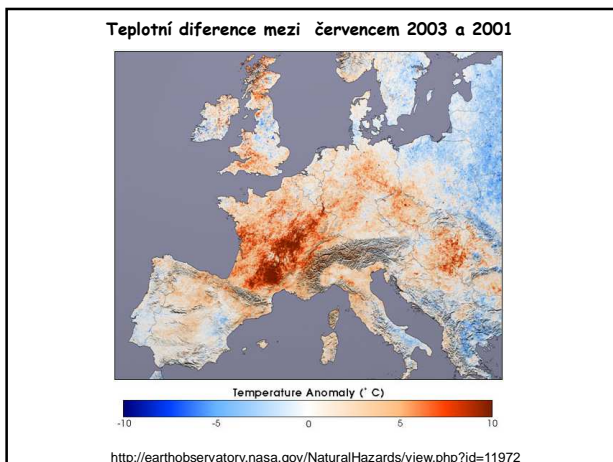 Teplotní diference mezi červencem 2003 a 2001
Temperature Anomaly (˚ C)
-10 -5 0 5 10
http://earthobservatory.nasa.gov/NaturalHazards/view.php?id=11972